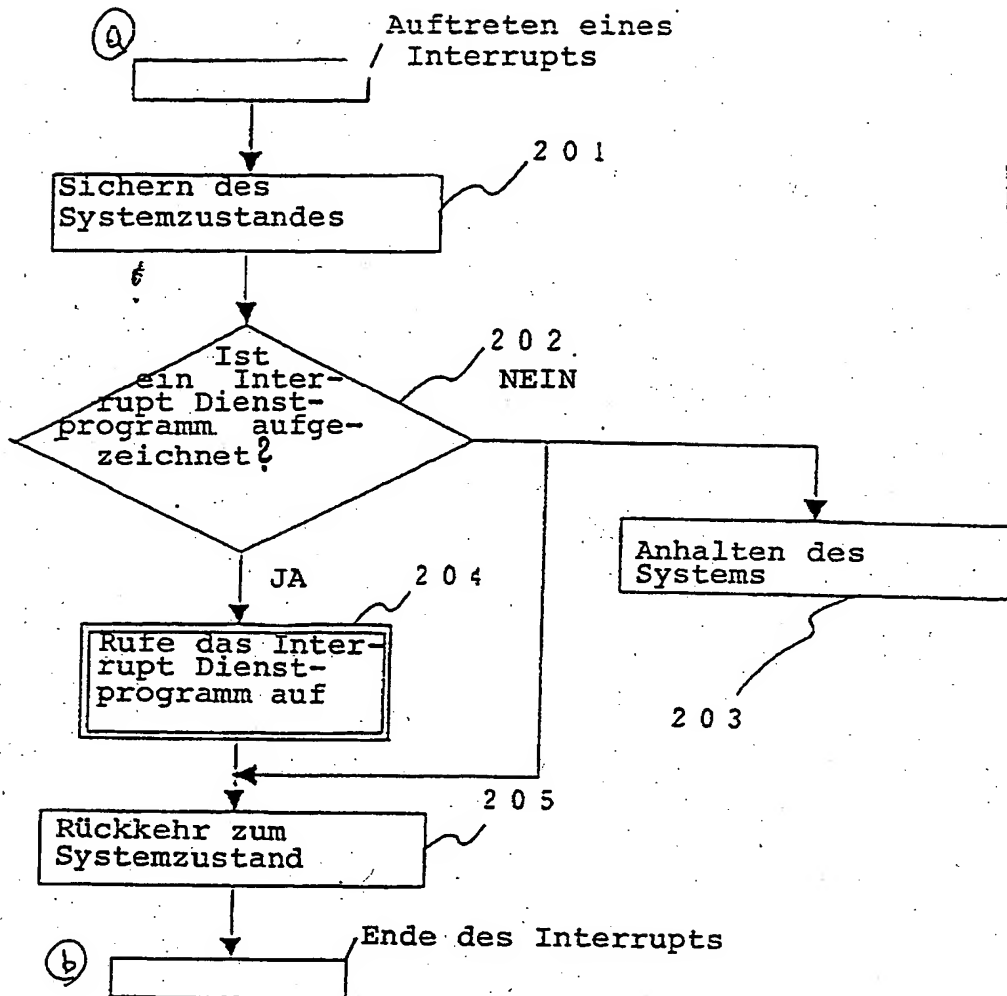 a
Auftreten eines
Interrupts
201
Sichern des
Systemzustandes
202
NEIN
Ist
ein Inter-
rupt Dienst-
programm aufge-
zeichnet?
JA
204
Anhalten des
Systems
Rufe das Inter-
rupt Dienst-
programm auf
203
205
Rückkehr zum
Systemzustand
Ende des Interrupts
b